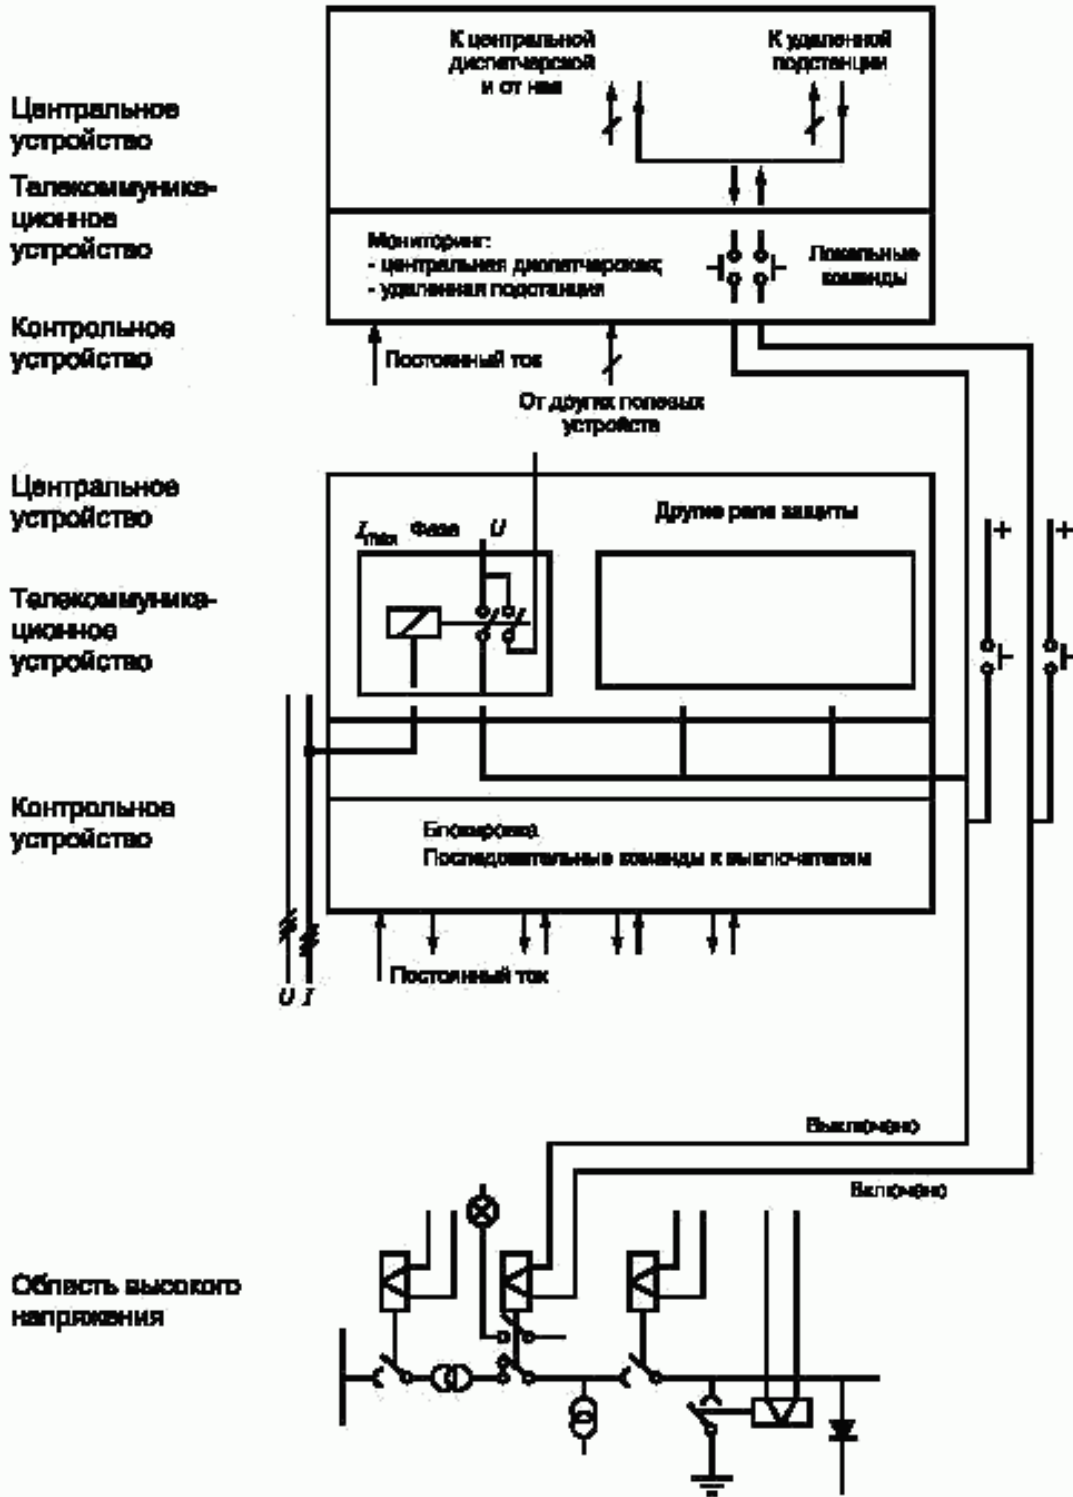 К центральной
диспетчерской
и от нее
К удаленной
подстанции
Центральное
устройство
Телекоммуника-
ционное
устройство
Мониторинг:
- центральная диспетчерская;
- удаленная подстанция
Локальные
команды
Контрольное
устройство
Постоянный ток
От других полевых
устройств
Центральное
устройство
Другие реле защиты
Imax Фаза U
+ +
Телекоммуника-
ционное
устройство
Контрольное
устройство
Блокировка
Последовательные команды к выключателям
Постоянный ток
U I
Выключено
Включено
Область высокого
напряжения